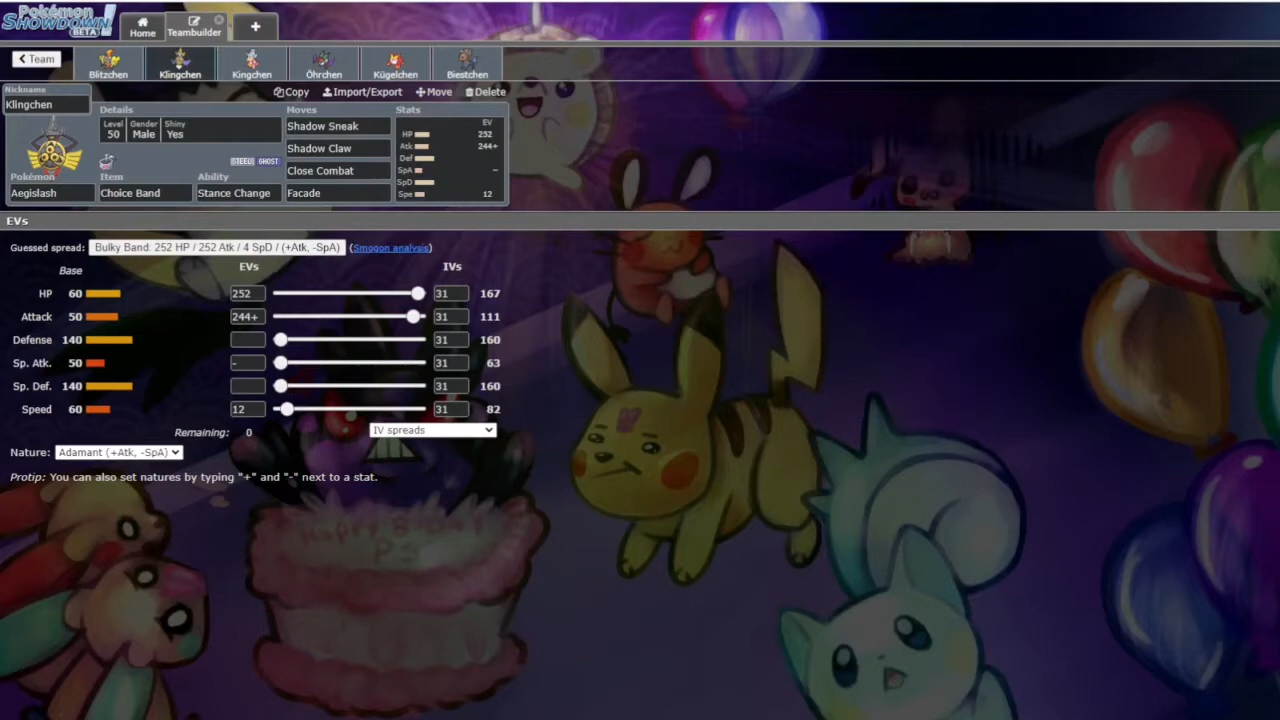 Pokémon
SHOWDOWN!
BETA
Home
Teambuilder
+
< Team
Blitzchen
Klingchen
Kingchen
Öhrchen
Kügelchen
Biestchen
Copy Import/Export Move Delete
Nickname
Klingchen
Details
Level
50
Gender
Male
Shiny
Yes
STEEL GHOST
Pokémon
Aegislash
Item
Choice Band
Ability
Stance Change
Moves
Shadow Sneak
Shadow Claw
Close Combat
Facade
Stats
EV
HP 252
Atk 244+
Def
SpA –
SpD
Spe 12
EVs
Guessed spread: Bulky Band: 252 HP / 252 Atk / 4 SpD / (+Atk, -SpA) (Smogon analysis)
Base EVs IVs
HP 60 252 31 167
Attack 50 244+ 31 111
Defense 140 31 160
Sp. Atk. 50 - 31 63
Sp. Def. 140 31 160
Speed 60 12 31 82
Remaining: 0 IV spreads
Nature: Adamant (+Atk, -SpA)
Protip: You can also set natures by typing "+" and "-" next to a stat.